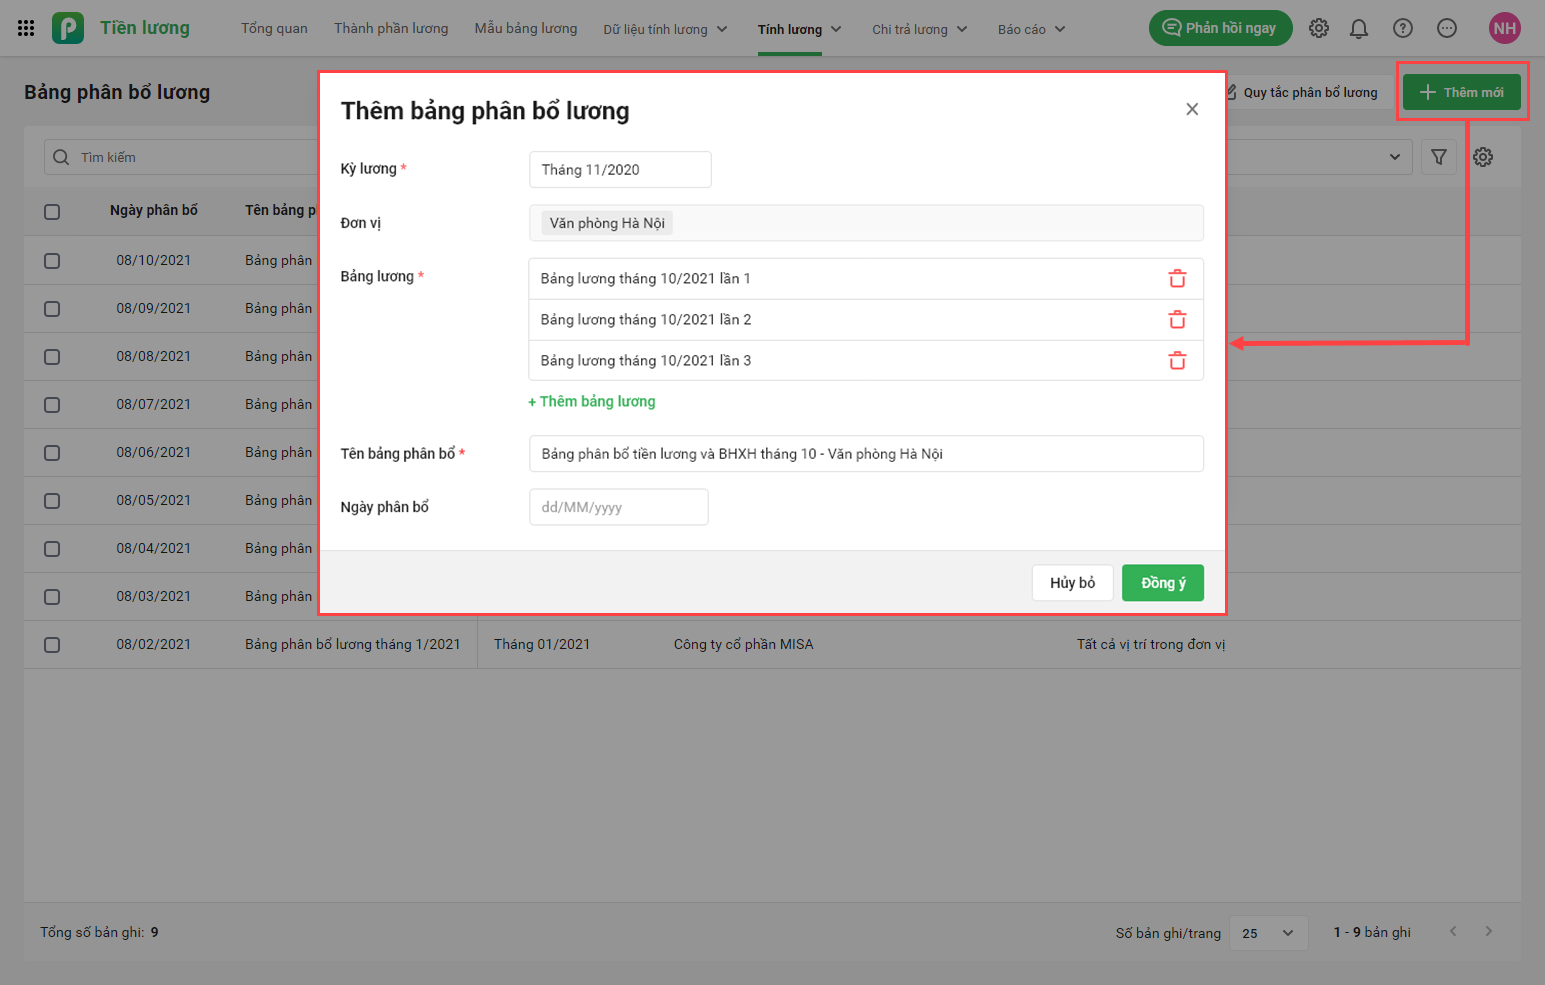 Tiền lương Tổng quan Thành phần lương Mẫu bảng lương Dữ liệu tính lương Tính lương Chi trả lương Báo cáo Phản hồi ngay NH
Bảng phân bổ lương Quy tắc phân bổ lương Thêm mới
Tìm kiếm
Ngày phân bổ Tên bảng p
08/10/2021 Bảng phân
08/09/2021 Bảng phân
08/08/2021 Bảng phân
08/07/2021 Bảng phân
08/06/2021 Bảng phân
08/05/2021 Bảng phân
08/04/2021 Bảng phân
08/03/2021 Bảng phân
08/02/2021 Bảng phân bổ lương tháng 1/2021 Tháng 01/2021 Công ty cổ phần MISA Tất cả vị trí trong đơn vị
Thêm bảng phân bổ lương
Kỳ lương * Tháng 11/2020
Đơn vị Văn phòng Hà Nội
Bảng lương * Bảng lương tháng 10/2021 lần 1
Bảng lương tháng 10/2021 lần 2
Bảng lương tháng 10/2021 lần 3
+ Thêm bảng lương
Tên bảng phân bổ * Bảng phân bổ tiền lương và BHXH tháng 10 - Văn phòng Hà Nội
Ngày phân bổ dd/MM/yyyy
Hủy bỏ Đồng ý
Tổng số bản ghi: 9 Số bản ghi/trang 25 1 - 9 bản ghi